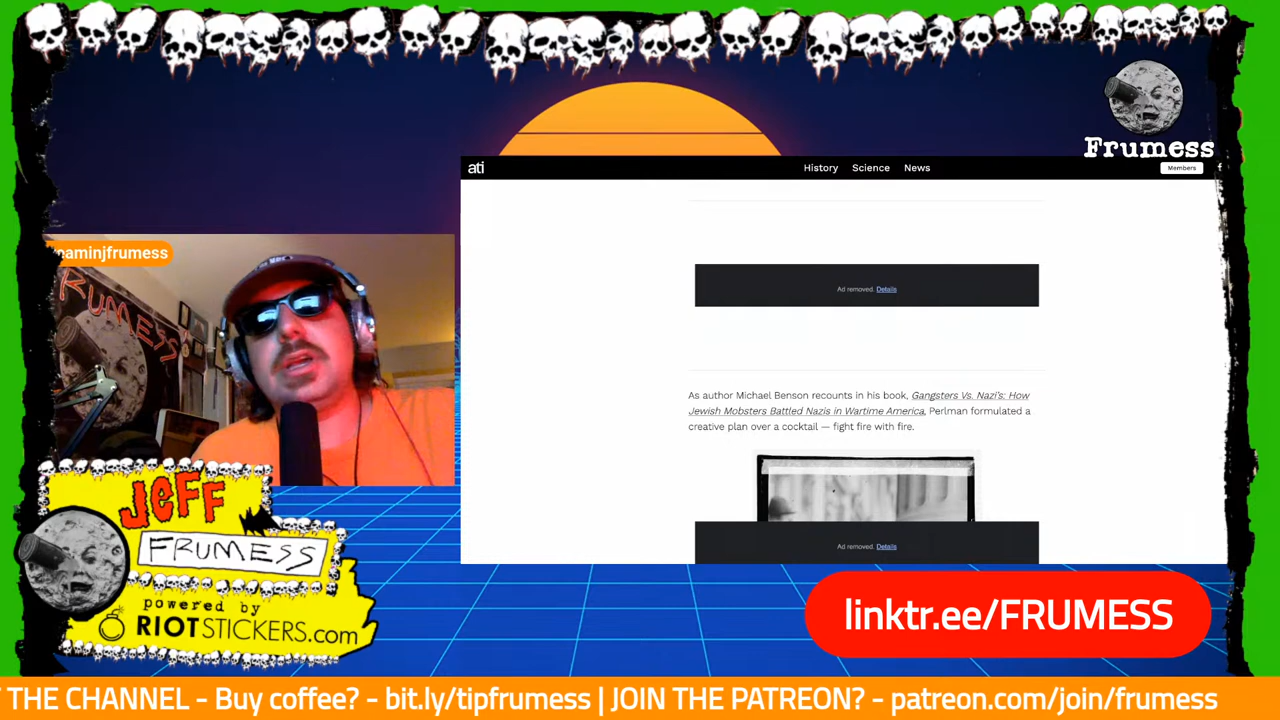 Frumess
ati
History Science News
Members
f
Ad removed. Details
eaminjfrumess
FRUMESS
As author Michael Benson recounts in his book, Gangsters Vs. Nazi's: How
Jewish Mobsters Battled Nazis in Wartime America, Perlman formulated a
creative plan over a cocktail — fight fire with fire.
Ad removed. Details
JEFF
FRUMESS
powered by
RIOTSTICKERS.com
linktr.ee/FRUMESS
THE CHANNEL - Buy coffee? - bit.ly/tipfrumess | JOIN THE PATREON? - patreon.com/join/frumess